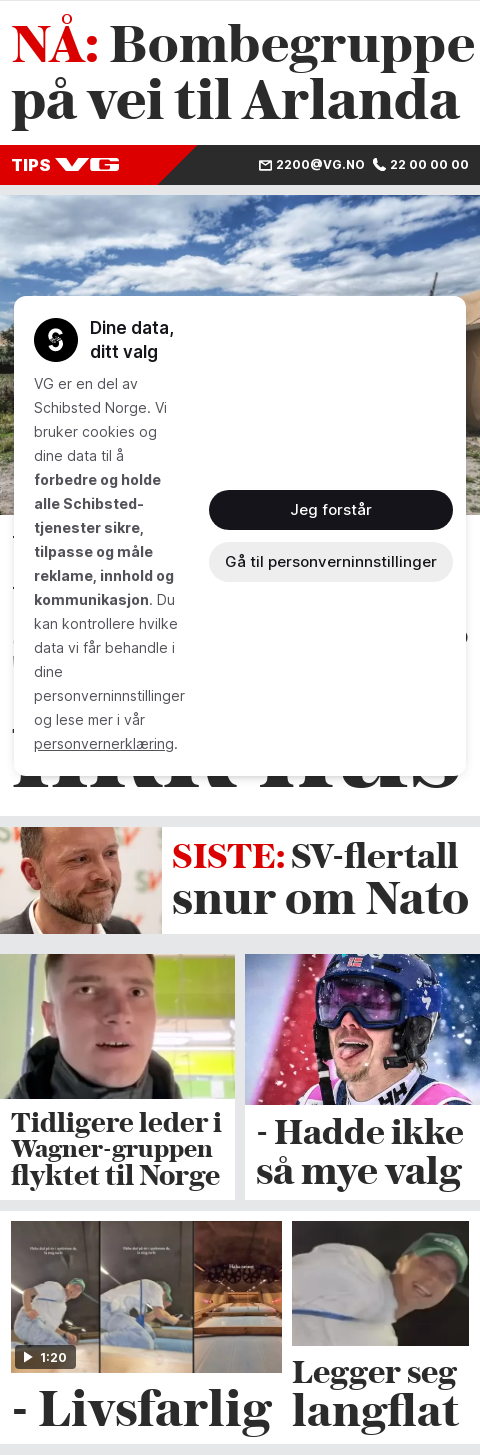 NÅ: Bombegruppe
på vei til Arlanda
TIPS VG
2200@VG.NO 22 00 00 00
Dine data,
ditt valg
VG er en del av
Schibsted Norge. Vi
bruker cookies og
dine data til å
forbedre og holde
alle Schibsted-
tjenester sikre,
tilpasse og måle
reklame, innhold og
kommunikasjon. Du
kan kontrollere hvilke
data vi får behandle i
dine
personverninnstillinger
og lese mer i vår
personvernerklæring.
Jeg forstår
Gå til personverninnstillinger
SISTE: SV-flertall
snur om Nato
Tidligere leder i
Wagner-gruppen
flyktet til Norge
- Hadde ikke
så mye valg
1:20
- Livsfarlig
Legger seg
langflat